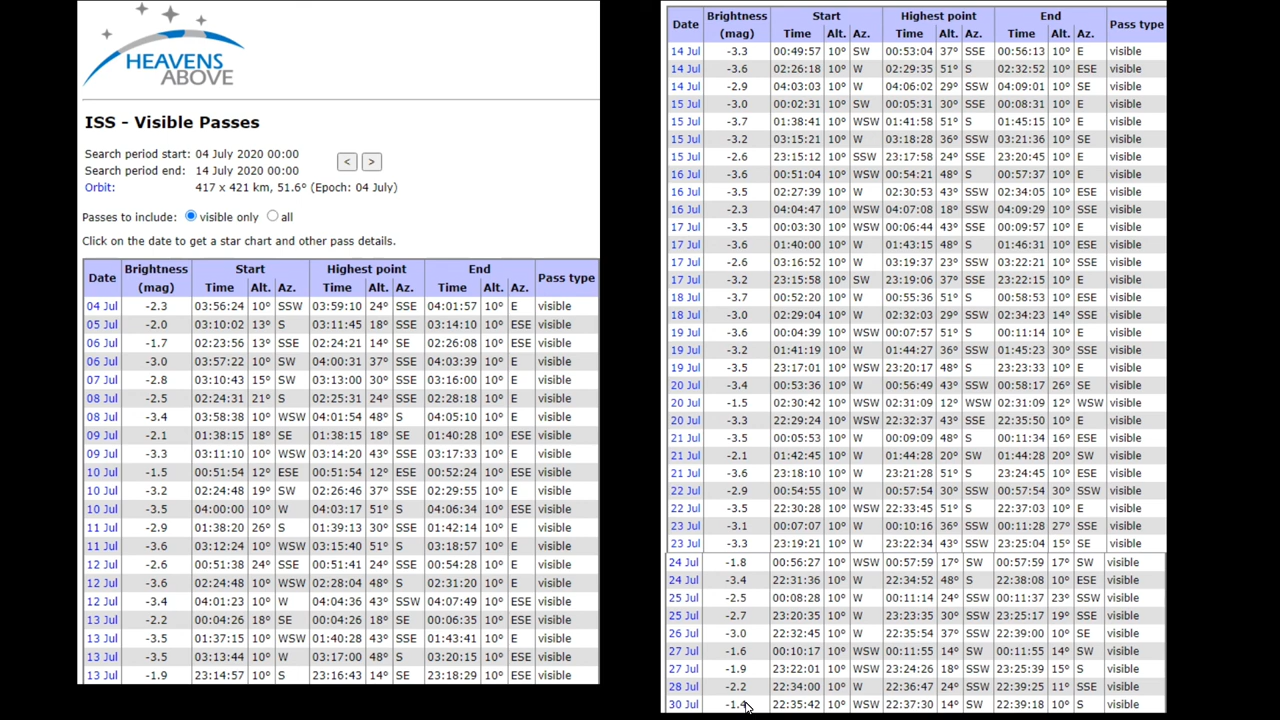 HEAVENS
ABOVE
ISS - Visible Passes
Search period start: 04 July 2020 00:00
Search period end: 14 July 2020 00:00
< >
Orbit: 417 x 421 km, 51.6° (Epoch: 04 July)
Passes to include: visible only all
Click on the date to get a star chart and other pass details.
Date Brightness (mag) Start Highest point End Pass type
Time Alt. Az. Time Alt. Az. Time Alt. Az.
04 Jul -2.3 03:56:24 10° SSW 03:59:10 24° SSE 04:01:57 10° E visible
05 Jul -2.0 03:10:02 13° S 03:11:45 18° SSE 03:14:10 10° ESE visible
06 Jul -1.7 02:23:56 13° SSE 02:24:21 14° SE 02:26:08 10° ESE visible
06 Jul -3.0 03:57:22 10° SW 04:00:31 37° SSE 04:03:39 10° E visible
07 Jul -2.8 03:10:43 15° SW 03:13:00 30° SSE 03:16:00 10° E visible
08 Jul -2.5 02:24:31 21° S 02:25:31 24° SSE 02:28:18 10° E visible
08 Jul -3.4 03:58:38 10° WSW 04:01:54 48° S 04:05:10 10° E visible
09 Jul -2.1 01:38:15 18° SE 01:38:15 18° SE 01:40:28 10° ESE visible
09 Jul -3.3 03:11:10 10° WSW 03:14:20 43° SSE 03:17:33 10° E visible
10 Jul -1.5 00:51:54 12° ESE 00:51:54 12° ESE 00:52:24 10° ESE visible
10 Jul -3.2 02:24:48 19° SW 02:26:46 37° SSE 02:29:55 10° E visible
10 Jul -3.5 04:00:00 10° W 04:03:17 51° S 04:06:34 10° ESE visible
11 Jul -2.9 01:38:20 26° S 01:39:13 30° SSE 01:42:14 10° E visible
11 Jul -3.6 03:12:24 10° WSW 03:15:40 51° S 03:18:57 10° E visible
12 Jul -2.6 00:51:38 24° SSE 00:51:41 24° SSE 00:54:28 10° E visible
12 Jul -3.6 02:24:48 10° WSW 02:28:04 48° S 02:31:20 10° E visible
12 Jul -3.4 04:01:23 10° W 04:04:36 43° SSW 04:07:49 10° ESE visible
13 Jul -2.2 00:04:26 18° SE 00:04:26 18° SE 00:06:35 10° ESE visible
13 Jul -3.5 01:37:15 10° WSW 01:40:28 43° SSE 01:43:41 10° E visible
13 Jul -3.5 03:13:44 10° W 03:17:00 48° S 03:20:15 10° ESE visible
13 Jul -1.9 23:14:57 10° S 23:16:43 14° SE 23:18:29 10° ESE visible
Date Brightness (mag) Start Highest point End Pass type
Time Alt. Az. Time Alt. Az. Time Alt. Az.
14 Jul -3.3 00:49:57 10° SW 00:53:04 37° SSE 00:56:13 10° E visible
14 Jul -3.6 02:26:18 10° W 02:29:35 51° S 02:32:52 10° ESE visible
14 Jul -2.9 04:03:03 10° W 04:06:02 29° SSW 04:09:01 10° SE visible
15 Jul -3.0 00:02:31 10° SW 00:05:31 30° SSE 00:08:31 10° E visible
15 Jul -3.7 01:38:41 10° WSW 01:41:58 51° S 01:45:15 10° E visible
15 Jul -3.2 03:15:21 10° W 03:18:28 36° SSW 03:21:36 10° SE visible
15 Jul -2.6 23:15:12 10° SSW 23:17:58 24° SSE 23:20:45 10° E visible
16 Jul -3.6 00:51:04 10° WSW 00:54:21 48° S 00:57:37 10° E visible
16 Jul -3.5 02:27:39 10° W 02:30:53 43° SSW 02:34:05 10° ESE visible
16 Jul -2.3 04:04:47 10° WSW 04:07:08 18° SSW 04:09:29 10° SSE visible
17 Jul -3.5 00:03:30 10° WSW 00:06:44 43° SSE 00:09:57 10° E visible
17 Jul -3.6 01:40:00 10° W 01:43:15 48° S 01:46:31 10° ESE visible
17 Jul -2.6 03:16:52 10° W 03:19:37 23° SSW 03:22:21 10° SSE visible
17 Jul -3.2 23:15:58 10° SW 23:19:06 37° SSE 23:22:15 10° E visible
18 Jul -3.7 00:52:20 10° W 00:55:36 51° S 00:58:53 10° ESE visible
18 Jul -3.0 02:29:04 10° W 02:32:03 29° SSW 02:34:23 14° SSE visible
19 Jul -3.6 00:04:39 10° WSW 00:07:57 51° S 00:11:14 10° E visible
19 Jul -3.2 01:41:19 10° W 01:44:27 36° SSW 01:45:23 30° SSE visible
19 Jul -3.5 23:17:01 10° WSW 23:20:17 48° S 23:23:33 10° E visible
20 Jul -3.4 00:53:36 10° W 00:56:49 43° SSW 00:58:17 26° SE visible
20 Jul -1.5 02:30:42 10° WSW 02:31:09 12° WSW 02:31:09 12° WSW visible
20 Jul -3.3 22:29:24 10° WSW 22:32:37 43° SSE 22:35:50 10° E visible
21 Jul -3.5 00:05:53 10° W 00:09:09 48° S 00:11:34 16° ESE visible
21 Jul -2.1 01:42:45 10° W 01:44:28 20° SW 01:44:28 20° SW visible
21 Jul -3.6 23:18:10 10° W 23:21:28 51° S 23:24:45 10° ESE visible
22 Jul -2.9 00:54:55 10° W 00:57:54 30° SSW 00:57:54 30° SSW visible
22 Jul -3.5 22:30:28 10° WSW 22:33:45 51° S 22:37:03 10° E visible
23 Jul -3.1 00:07:07 10° W 00:10:16 36° SSW 00:11:28 27° SSE visible
23 Jul -3.3 23:19:21 10° W 23:22:34 43° SSW 23:25:04 15° SE visible
24 Jul -1.8 00:56:27 10° WSW 00:57:59 17° SW 00:57:59 17° SW visible
24 Jul -3.4 22:31:36 10° W 22:34:52 48° S 22:38:08 10° ESE visible
25 Jul -2.5 00:08:28 10° W 00:11:14 24° SSW 00:11:37 23° SSW visible
25 Jul -2.7 23:20:35 10° W 23:23:35 30° SSW 23:25:17 19° SSE visible
26 Jul -3.0 22:32:45 10° W 22:35:54 37° SSW 22:39:00 10° SE visible
27 Jul -1.6 00:10:17 10° WSW 00:11:55 14° SW 00:11:55 14° SW visible
27 Jul -1.9 23:22:01 10° WSW 23:24:26 18° SSW 23:25:39 15° S visible
28 Jul -2.2 22:34:00 10° W 22:36:47 24° SSW 22:39:25 11° SSE visible
30 Jul -1.4 22:35:42 10° WSW 22:37:30 14° SW 22:39:18 10° S visible